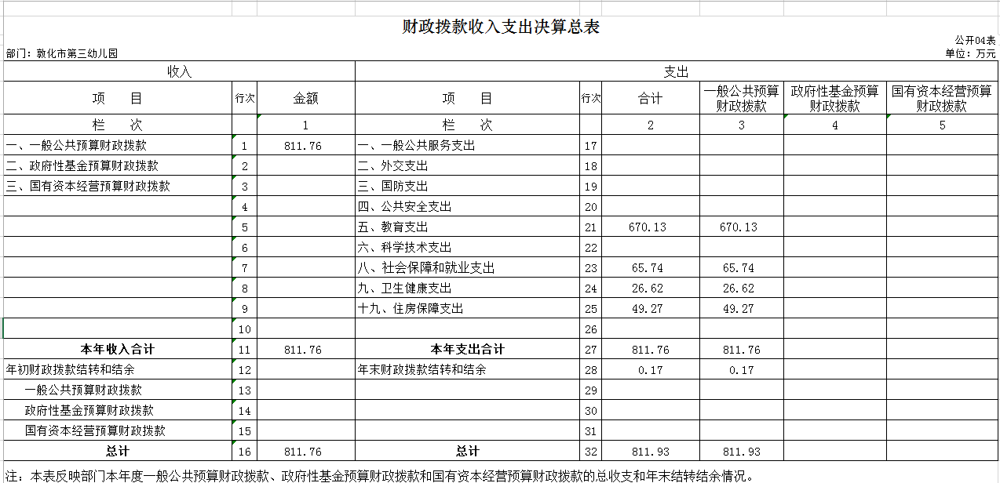 财政拨款收入支出决算总表
公开04表
部门：敦化市第三幼儿园 单位：万元
收入 支出
项 目 行次 金额 项 目 行次 合计 一般公共预算财政拨款 政府性基金预算财政拨款 国有资本经营预算财政拨款
栏 次 1 栏 次 2 3 4 5
一、一般公共预算财政拨款 1 811.76 一、一般公共服务支出 17
二、政府性基金预算财政拨款 2 二、外交支出 18
三、国有资本经营预算财政拨款 3 三、国防支出 19
4 四、公共安全支出 20
5 五、教育支出 21 670.13 670.13
6 六、科学技术支出 22
7 八、社会保障和就业支出 23 65.74 65.74
8 九、卫生健康支出 24 26.62 26.62
9 十九、住房保障支出 25 49.27 49.27
10 26
本年收入合计 11 811.76 本年支出合计 27 811.76 811.76
年初财政拨款结转和结余 12 年末财政拨款结转和结余 28 0.17 0.17
一般公共预算财政拨款 13 29
政府性基金预算财政拨款 14 30
国有资本经营预算财政拨款 15 31
总计 16 811.76 总计 32 811.93 811.93
注：本表反映部门本年度一般公共预算财政拨款、政府性基金预算财政拨款和国有资本经营预算财政拨款的总收支和年末结转结余情况。